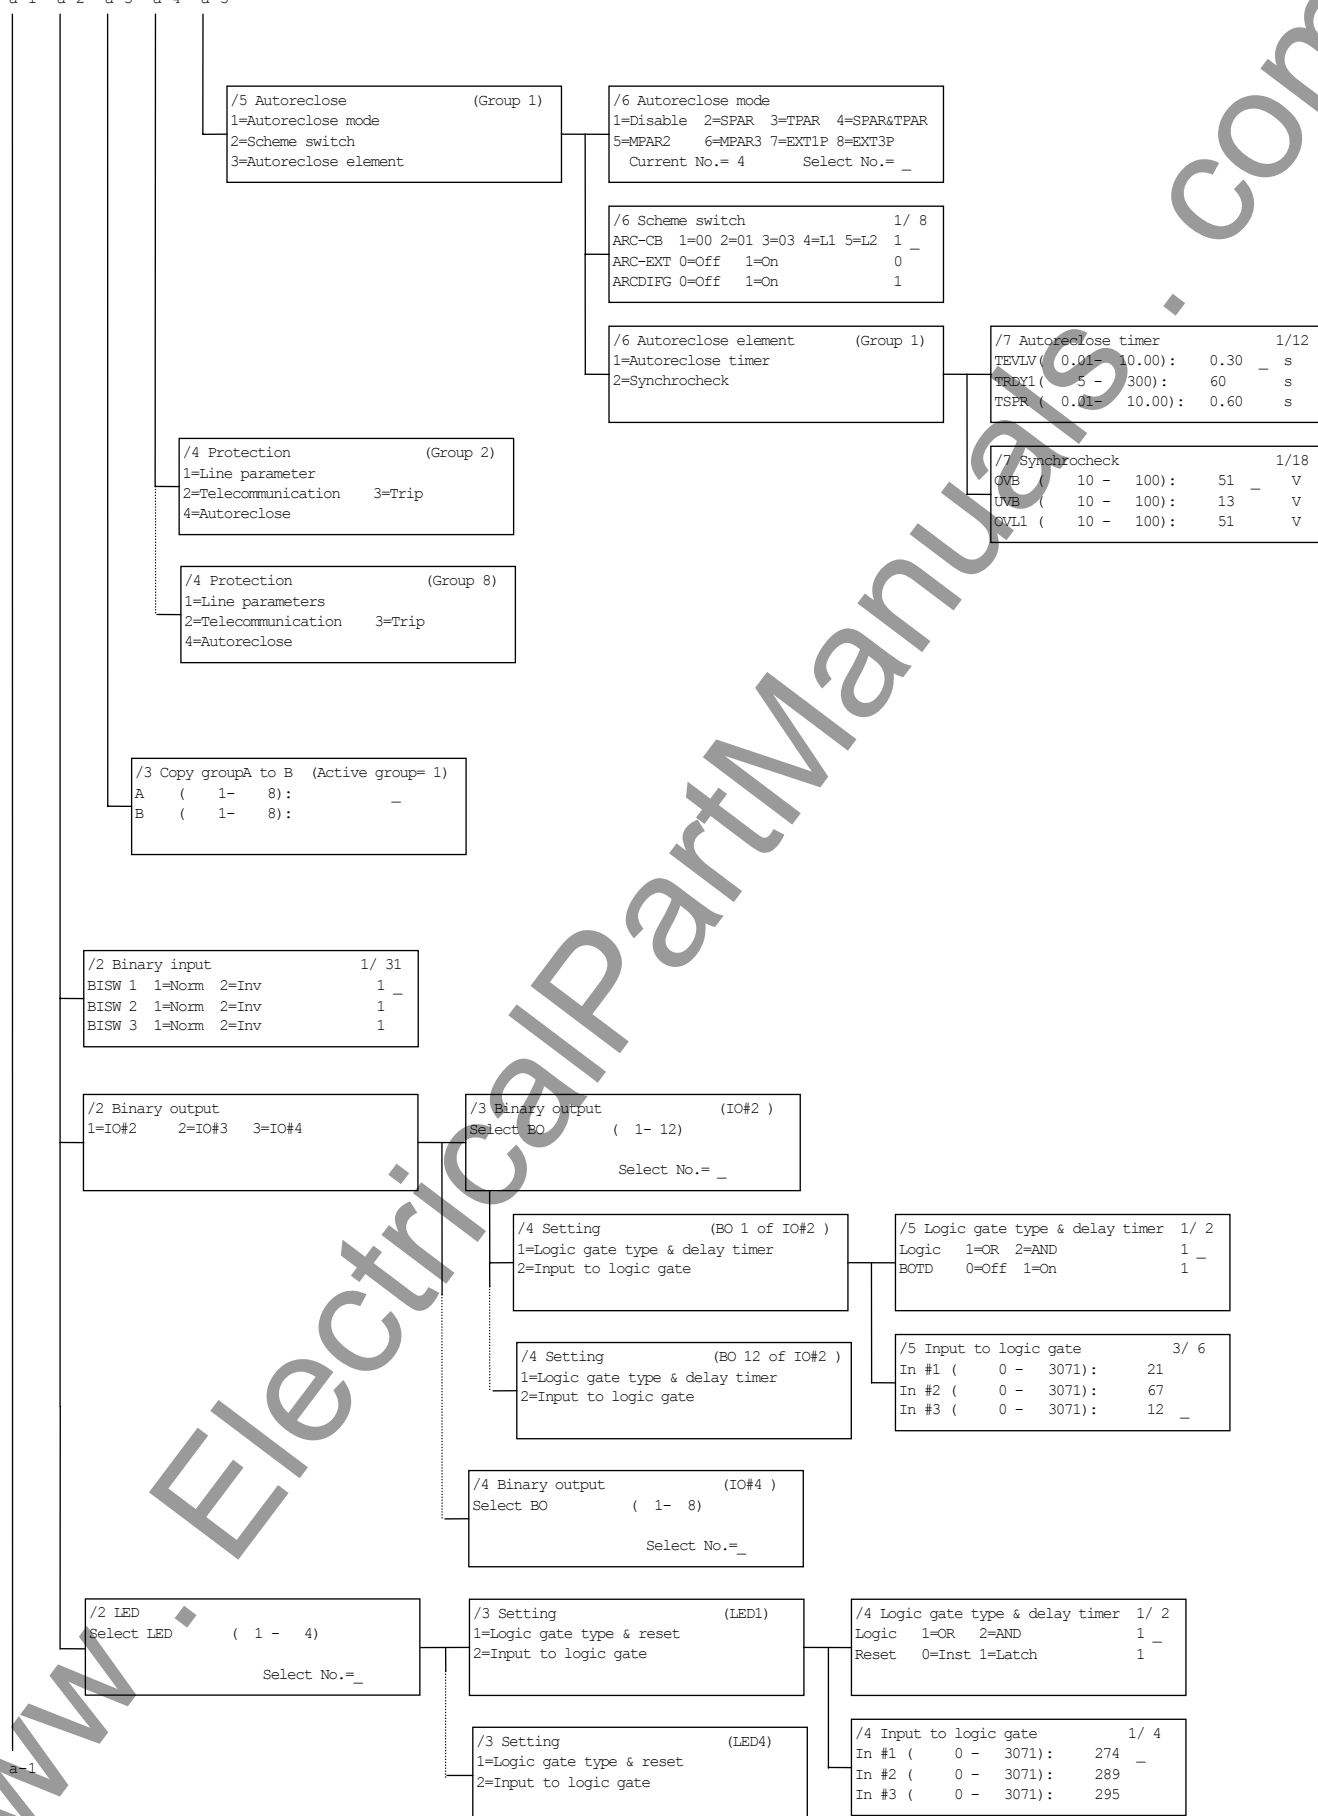 a-1 a-2 a-3 a-4 a-5
/5 Autoreclose (Group 1)
1=Autoreclose mode
2=Scheme switch
3=Autoreclose element
/6 Autoreclose mode
1=Disable 2=SPAR 3=TPAR 4=SPAR&TPAR
5=MPAR2 6=MPAR3 7=EXT1P 8=EXT3P
Current No.= 4 Select No.= _
/6 Scheme switch 1/ 8
ARC-CB 1=00 2=01 3=03 4=L1 5=L2 1 _
ARC-EXT 0=Off 1=On 0
ARCDIFG 0=Off 1=On 1
/6 Autoreclose element (Group 1)
1=Autoreclose timer
2=Synchrocheck
/7 Autoreclose timer 1/12
TEVLV( 0.01- 10.00): 0.30 _ s
TRDY1( 5 - 300): 60 s
TSPR ( 0.01- 10.00): 0.60 s
/7 Synchrocheck 1/18
OVB ( 10 - 100): 51 _ V
UVB ( 10 - 100): 13 V
OVL1 ( 10 - 100): 51 V
/4 Protection (Group 2)
1=Line parameter
2=Telecommunication 3=Trip
4=Autoreclose
/4 Protection (Group 8)
1=Line parameters
2=Telecommunication 3=Trip
4=Autoreclose
/3 Copy groupA to B (Active group= 1)
A ( 1- 8): _
B ( 1- 8):
/2 Binary input 1/ 31
BISW 1 1=Norm 2=Inv 1 _
BISW 2 1=Norm 2=Inv 1
BISW 3 1=Norm 2=Inv 1
/2 Binary output
1=IO#2 2=IO#3 3=IO#4
/3 Binary output (IO#2 )
Select BO ( 1- 12)
Select No.= _
/4 Setting (BO 1 of IO#2 )
1=Logic gate type & delay timer
2=Input to logic gate
/5 Logic gate type & delay timer 1/ 2
Logic 1=OR 2=AND 1 _
BOTD 0=Off 1=On 1
/4 Setting (BO 12 of IO#2 )
1=Logic gate type & delay timer
2=Input to logic gate
/5 Input to logic gate 3/ 6
In #1 ( 0 - 3071): 21
In #2 ( 0 - 3071): 67
In #3 ( 0 - 3071): 12 _
/4 Binary output (IO#4 )
Select BO ( 1- 8)
Select No.=_
/2 LED
Select LED ( 1 - 4)
Select No.=_
/3 Setting (LED1)
1=Logic gate type & reset
2=Input to logic gate
/4 Logic gate type & delay timer 1/ 2
Logic 1=OR 2=AND 1 _
Reset 0=Inst 1=Latch 1
/3 Setting (LED4)
1=Logic gate type & reset
2=Input to logic gate
/4 Input to logic gate 1/ 4
In #1 ( 0 - 3071): 274 _
In #2 ( 0 - 3071): 289
In #3 ( 0 - 3071): 295
a-1
ww . ElectricalPartManuals . com